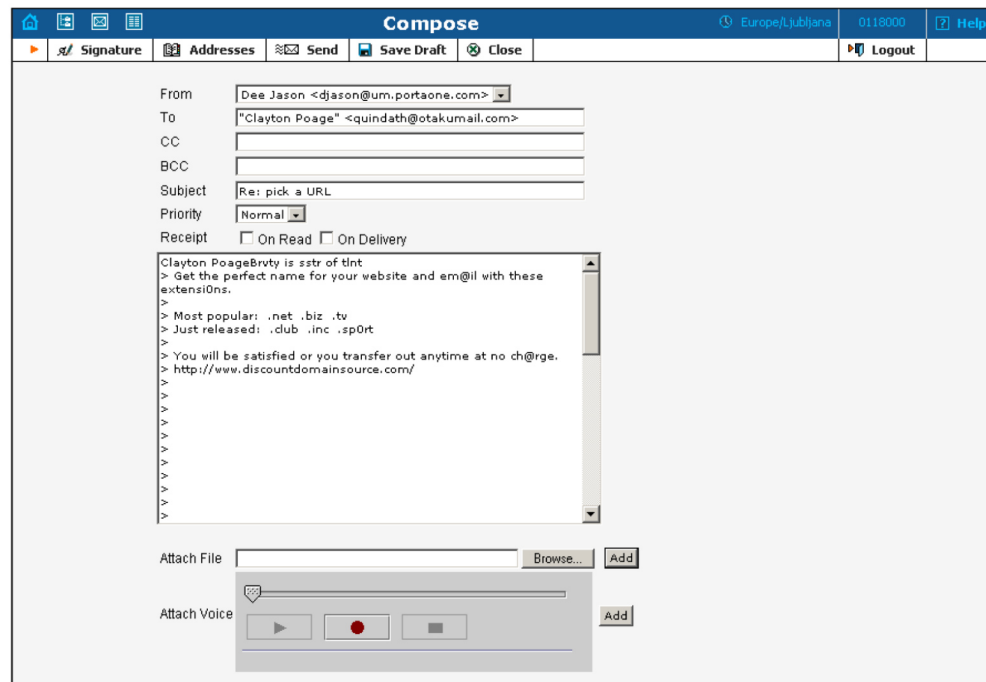 Compose Europe/Ljubljana 0118000 ? Help
Signature Addresses Send Save Draft Close Logout
From Dee Jason <djason@um.portaone.com>
To "Clayton Poage" <quindath@otakumail.com>
CC
BCC
Subject Re: pick a URL
Priority Normal
Receipt On Read On Delivery
Clayton PoageBrvty is sstr of tlnt
> Get the perfect name for your website and em@il with these
extensi0ns.
>
> Most popular: .net .biz .tv
> Just released: .club .inc .sp0rt
>
> You will be satisfied or you transfer out anytime at no ch@rge.
> http://www.discountdomainsource.com/
>
>
>
>
>
>
>
>
>
>
>
Attach File Browse... Add
Attach Voice Add